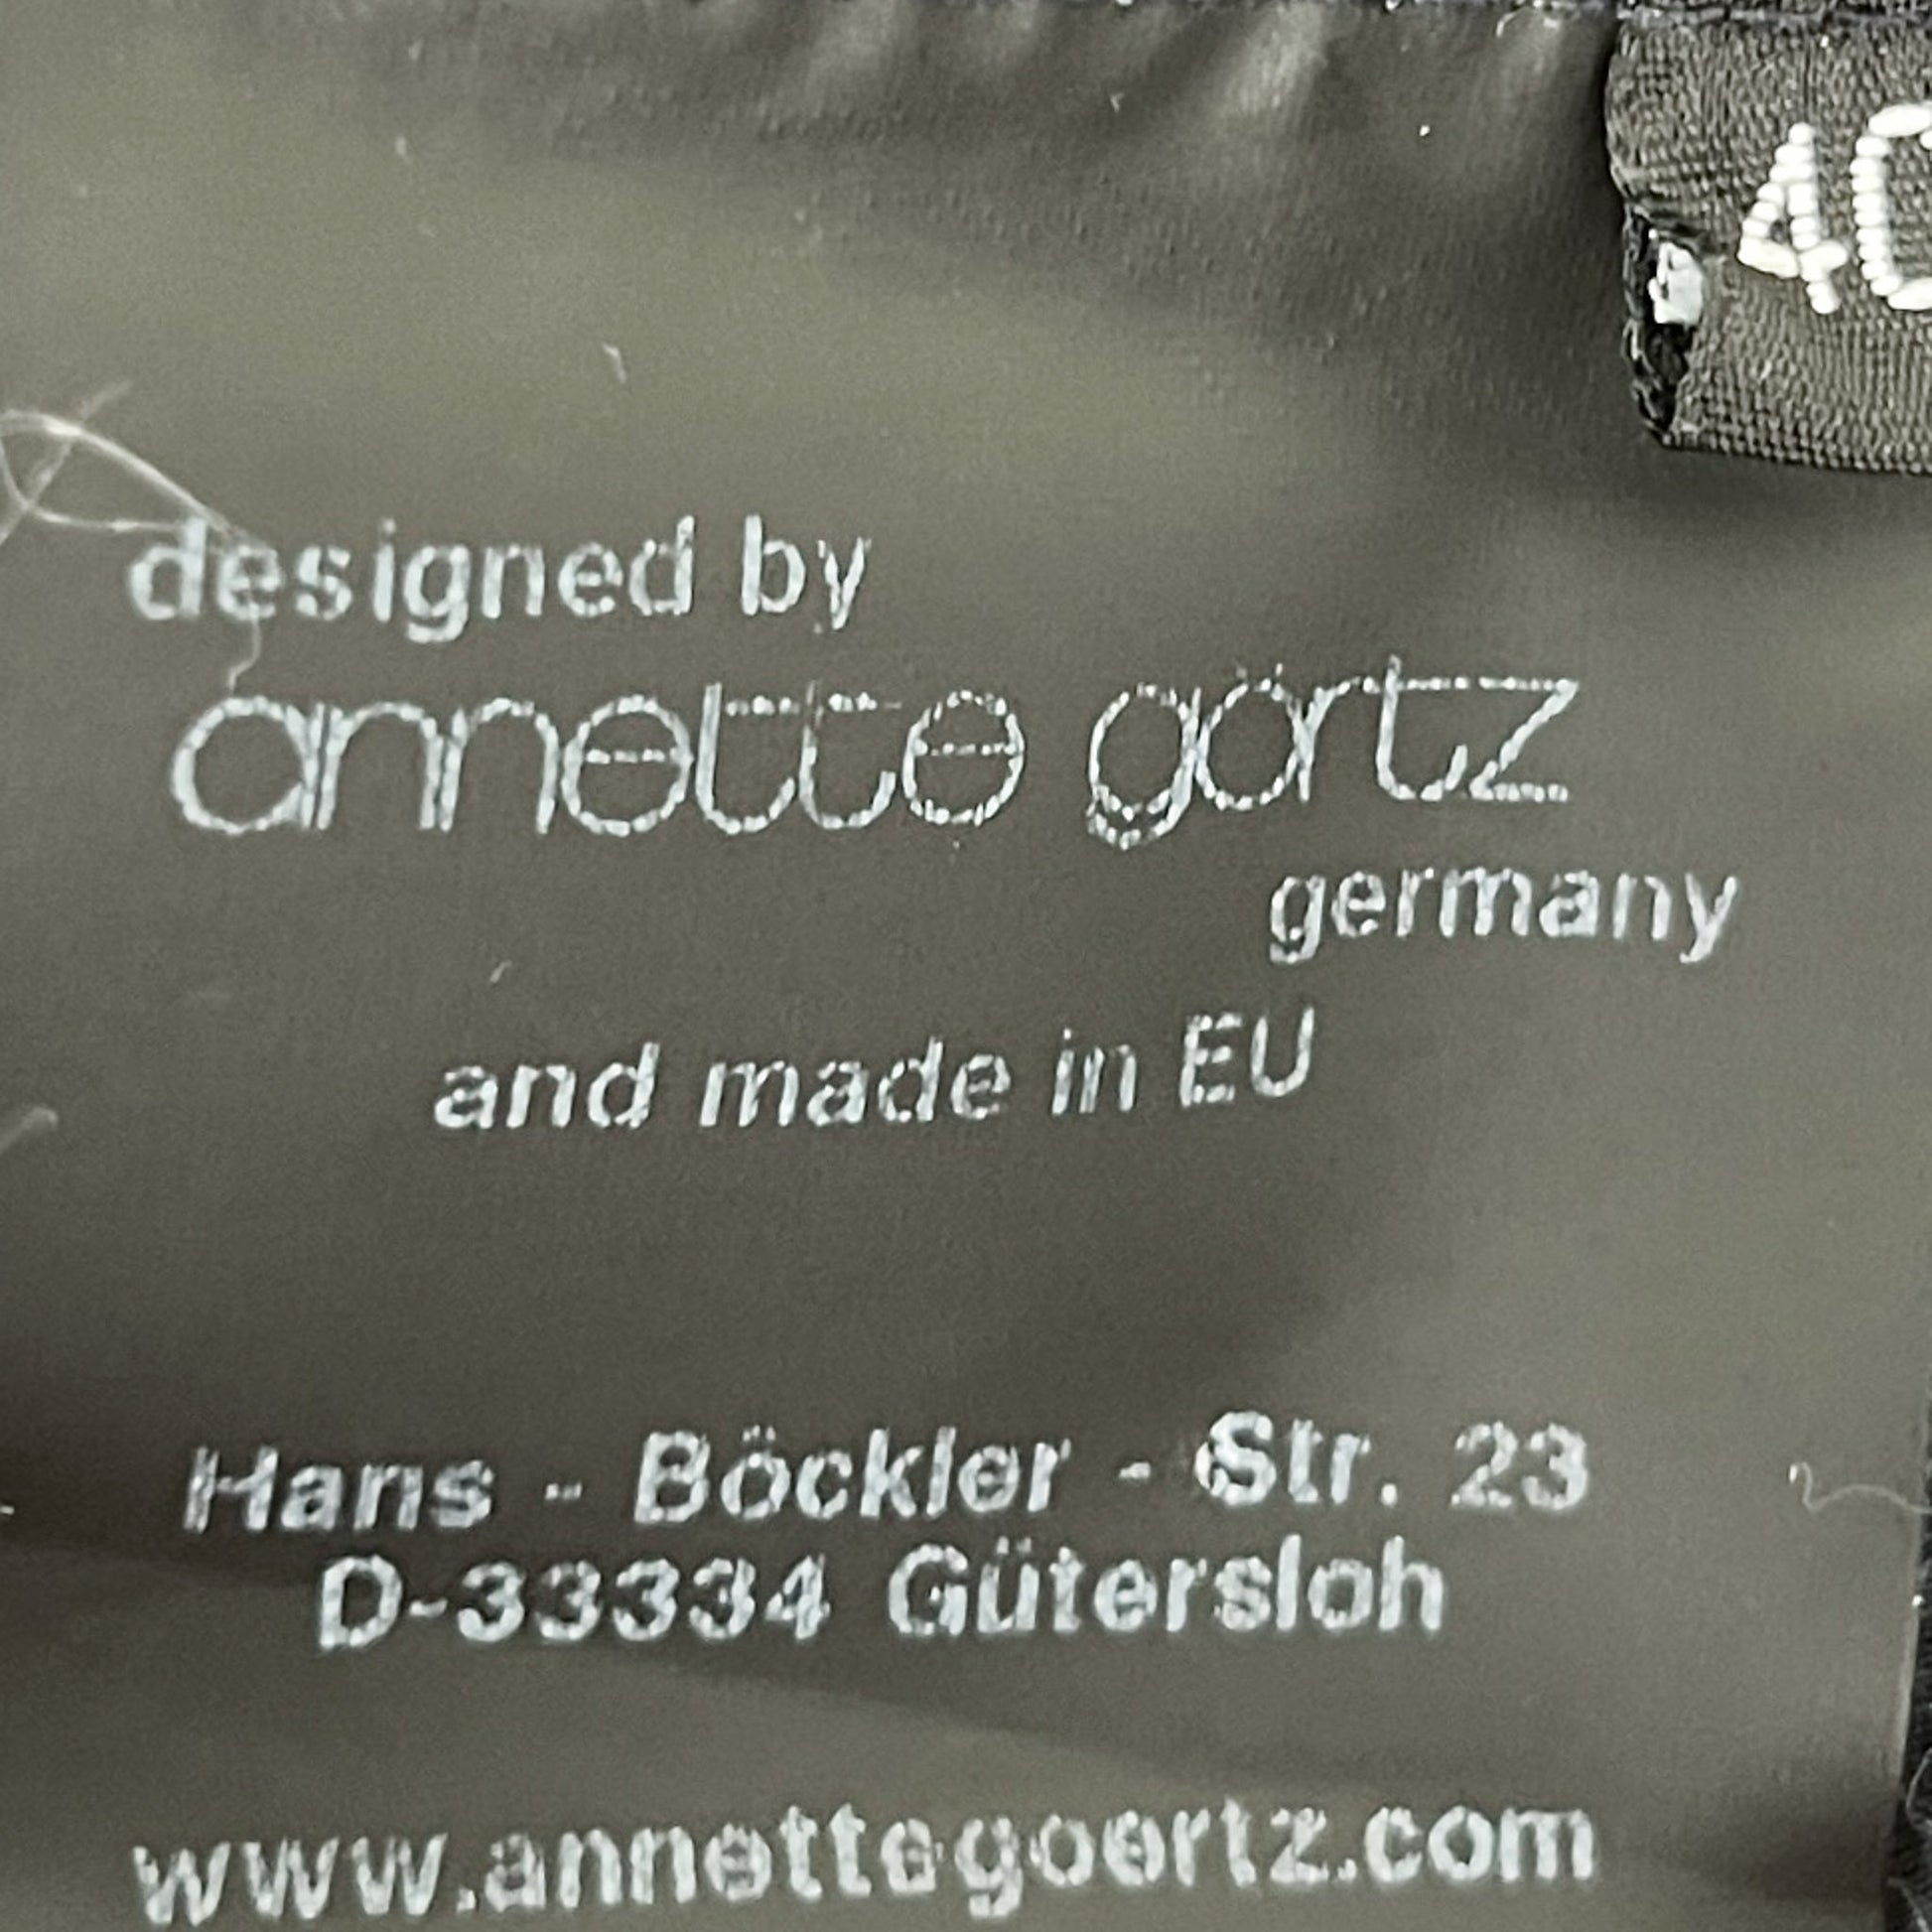 40
designed by
annette görtz
germany
and made in EU
Hans - Böckler - Str. 23
D-33334 Gütersloh
www.annettegoertz.com